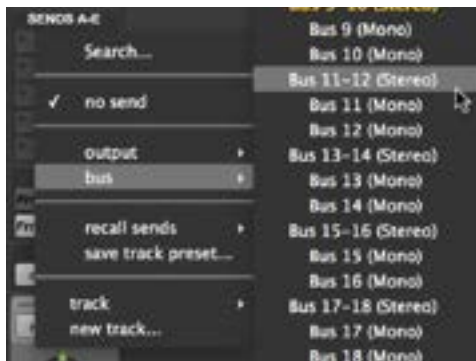 SENDS A-E
Search...
✓ no send
output
bus
recall sends
save track preset...
track
new track...
Bus 9 (Mono)
Bus 10 (Mono)
Bus 11-12 (Stereo)
Bus 11 (Mono)
Bus 12 (Mono)
Bus 13-14 (Stereo)
Bus 13 (Mono)
Bus 14 (Mono)
Bus 15-16 (Stereo)
Bus 15 (Mono)
Bus 16 (Mono)
Bus 17-18 (Stereo)
Bus 17 (Mono)
Bus 18 (Mono)